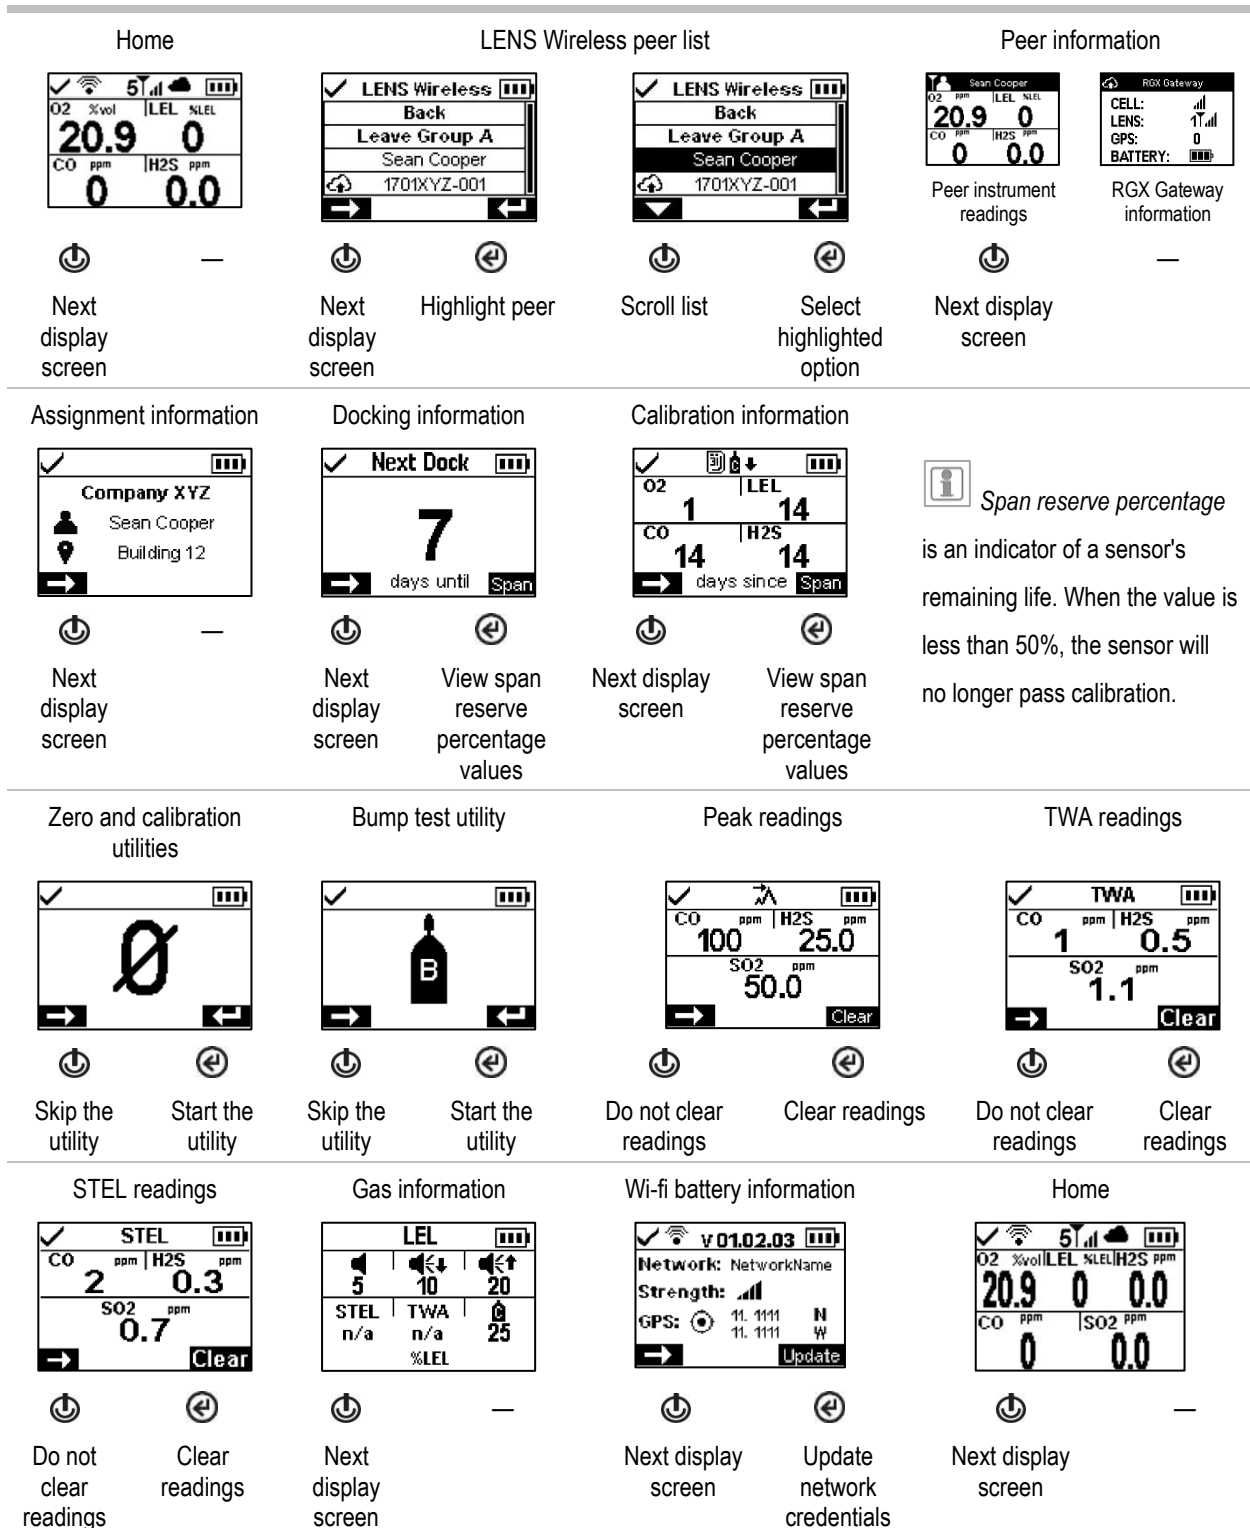 Home
LENS Wireless peer list
Peer information
5
O2 %vol LEL %LEL
20.9 0
CO ppm H2S ppm
0 0.0
LENS Wireless
Back
Leave Group A
Sean Cooper
1701XYZ-001
LENS Wireless
Back
Leave Group A
Sean Cooper
1701XYZ-001
Sean Cooper
O2 ppm LEL %LEL
20.9 0
CO ppm H2S ppm
0 0.0
RGX Gateway
CELL:
LENS: 1
GPS: 0
BATTERY:
Peer instrument
readings
RGX Gateway
information
—
Next
display
screen
Next
display
screen
Highlight peer
Scroll list
Select
highlighted
option
Next display
screen
—
Assignment information
Docking information
Calibration information
Company XYZ
Sean Cooper
Building 12
Next Dock
7
days until Span
31 C
O2 LEL
1 14
CO H2S
14 14
days since Span
Span reserve percentage
is an indicator of a sensor's
remaining life. When the value is
less than 50%, the sensor will
no longer pass calibration.
—
Next
display
screen
Next
display
screen
View span
reserve
percentage
values
Next display
screen
View span
reserve
percentage
values
Zero and calibration
utilities
Bump test utility
Peak readings
TWA readings
0
B
CO ppm H2S ppm
100 25.0
SO2 ppm
50.0
Clear
TWA
CO ppm H2S ppm
1 0.5
SO2 ppm
1.1
Clear
Skip the
utility
Start the
utility
Skip the
utility
Start the
utility
Do not clear
readings
Clear readings
Do not clear
readings
Clear
readings
STEL readings
Gas information
Wi-fi battery information
Home
STEL
CO ppm H2S ppm
2 0.3
SO2 ppm
0.7
Clear
LEL
5 10 20
STEL TWA C
n/a n/a 25
%LEL
v 01.02.03
Network: NetworkName
Strength:
GPS: 11. 1111 N
11. 1111 W
Update
5
O2 %vol LEL %LEL H2S ppm
20.9 0 0.0
CO ppm SO2 ppm
0 0.0
—
—
Do not
clear
readings
Clear
readings
Next
display
screen
Next display
screen
Update
network
credentials
Next display
screen